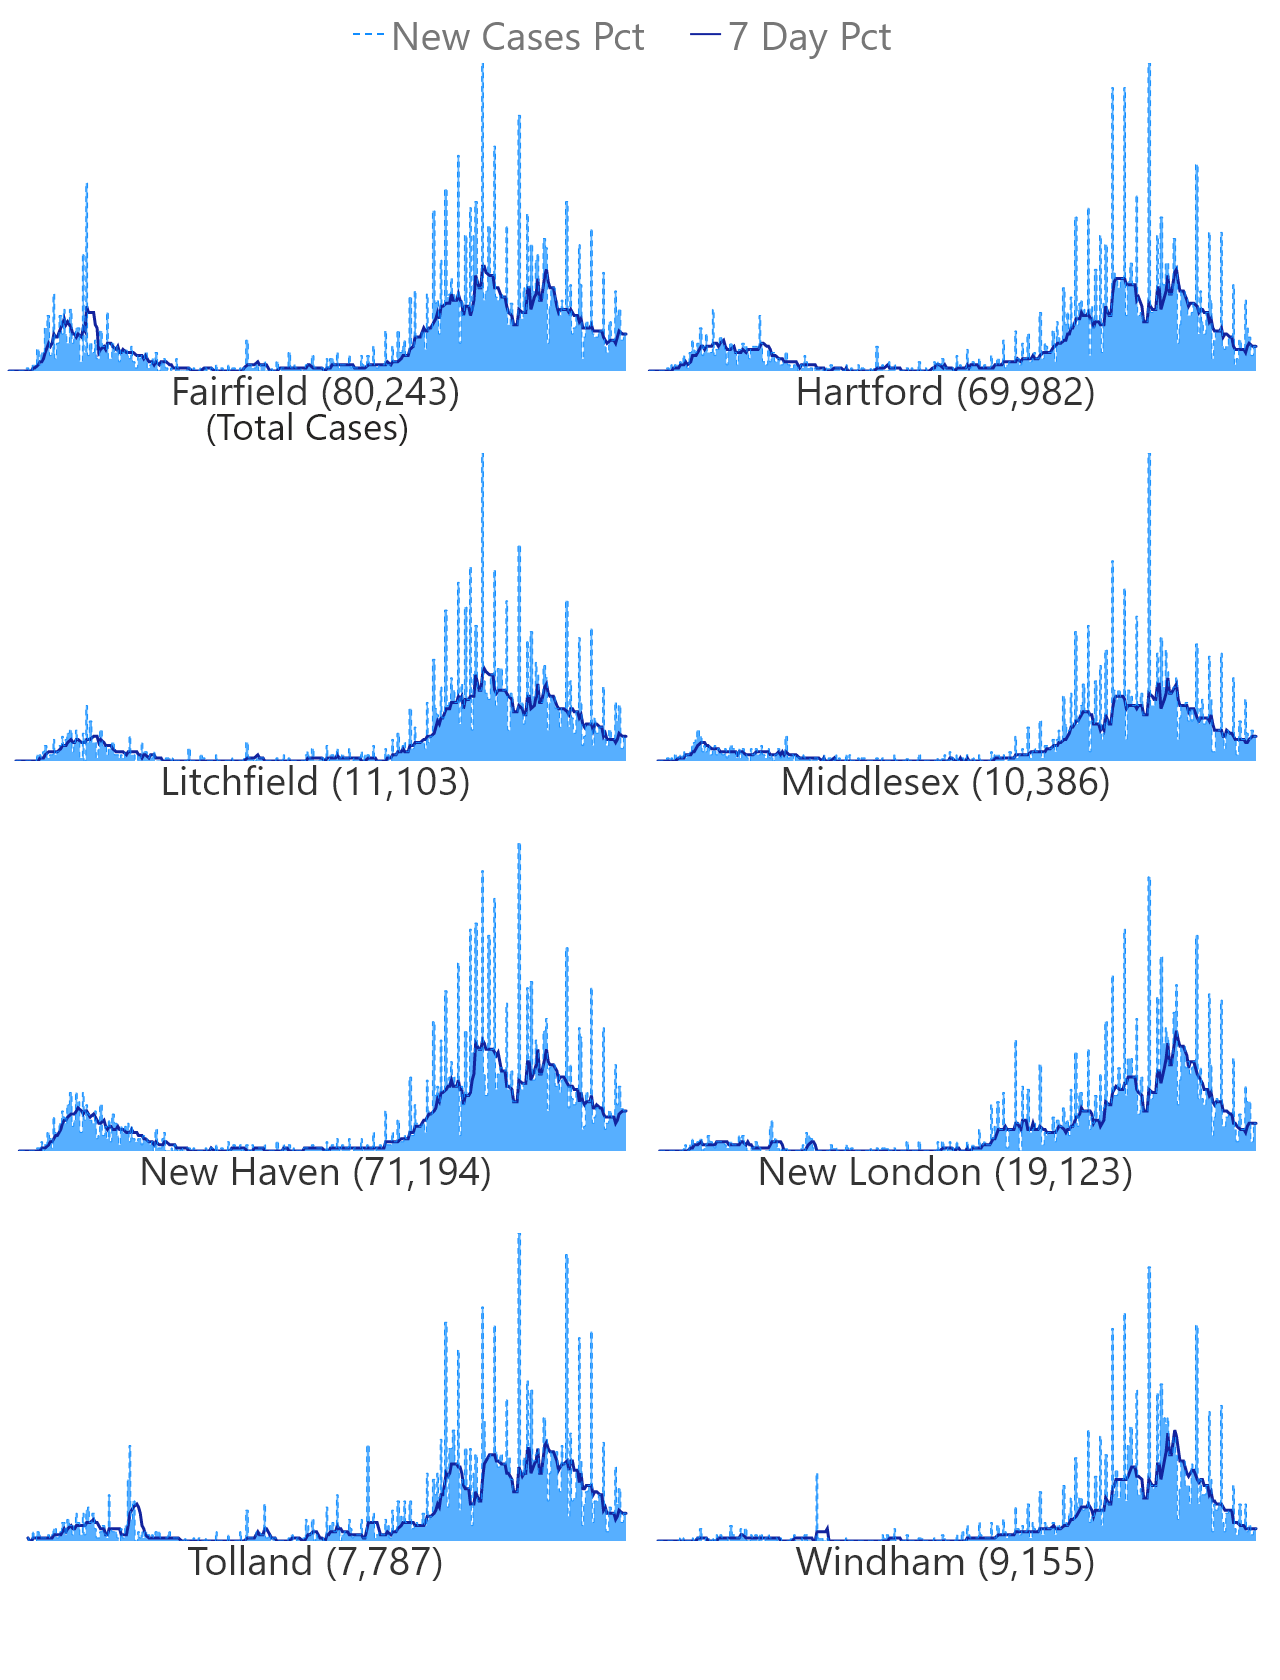 New Cases Pct 7 Day Pct
Fairfield (80,243) Hartford (69,982)
(Total Cases)
Litchfield (11,103) Middlesex (10,386)
New Haven (71,194) New London (19,123)
Tolland (7,787) Windham (9,155)